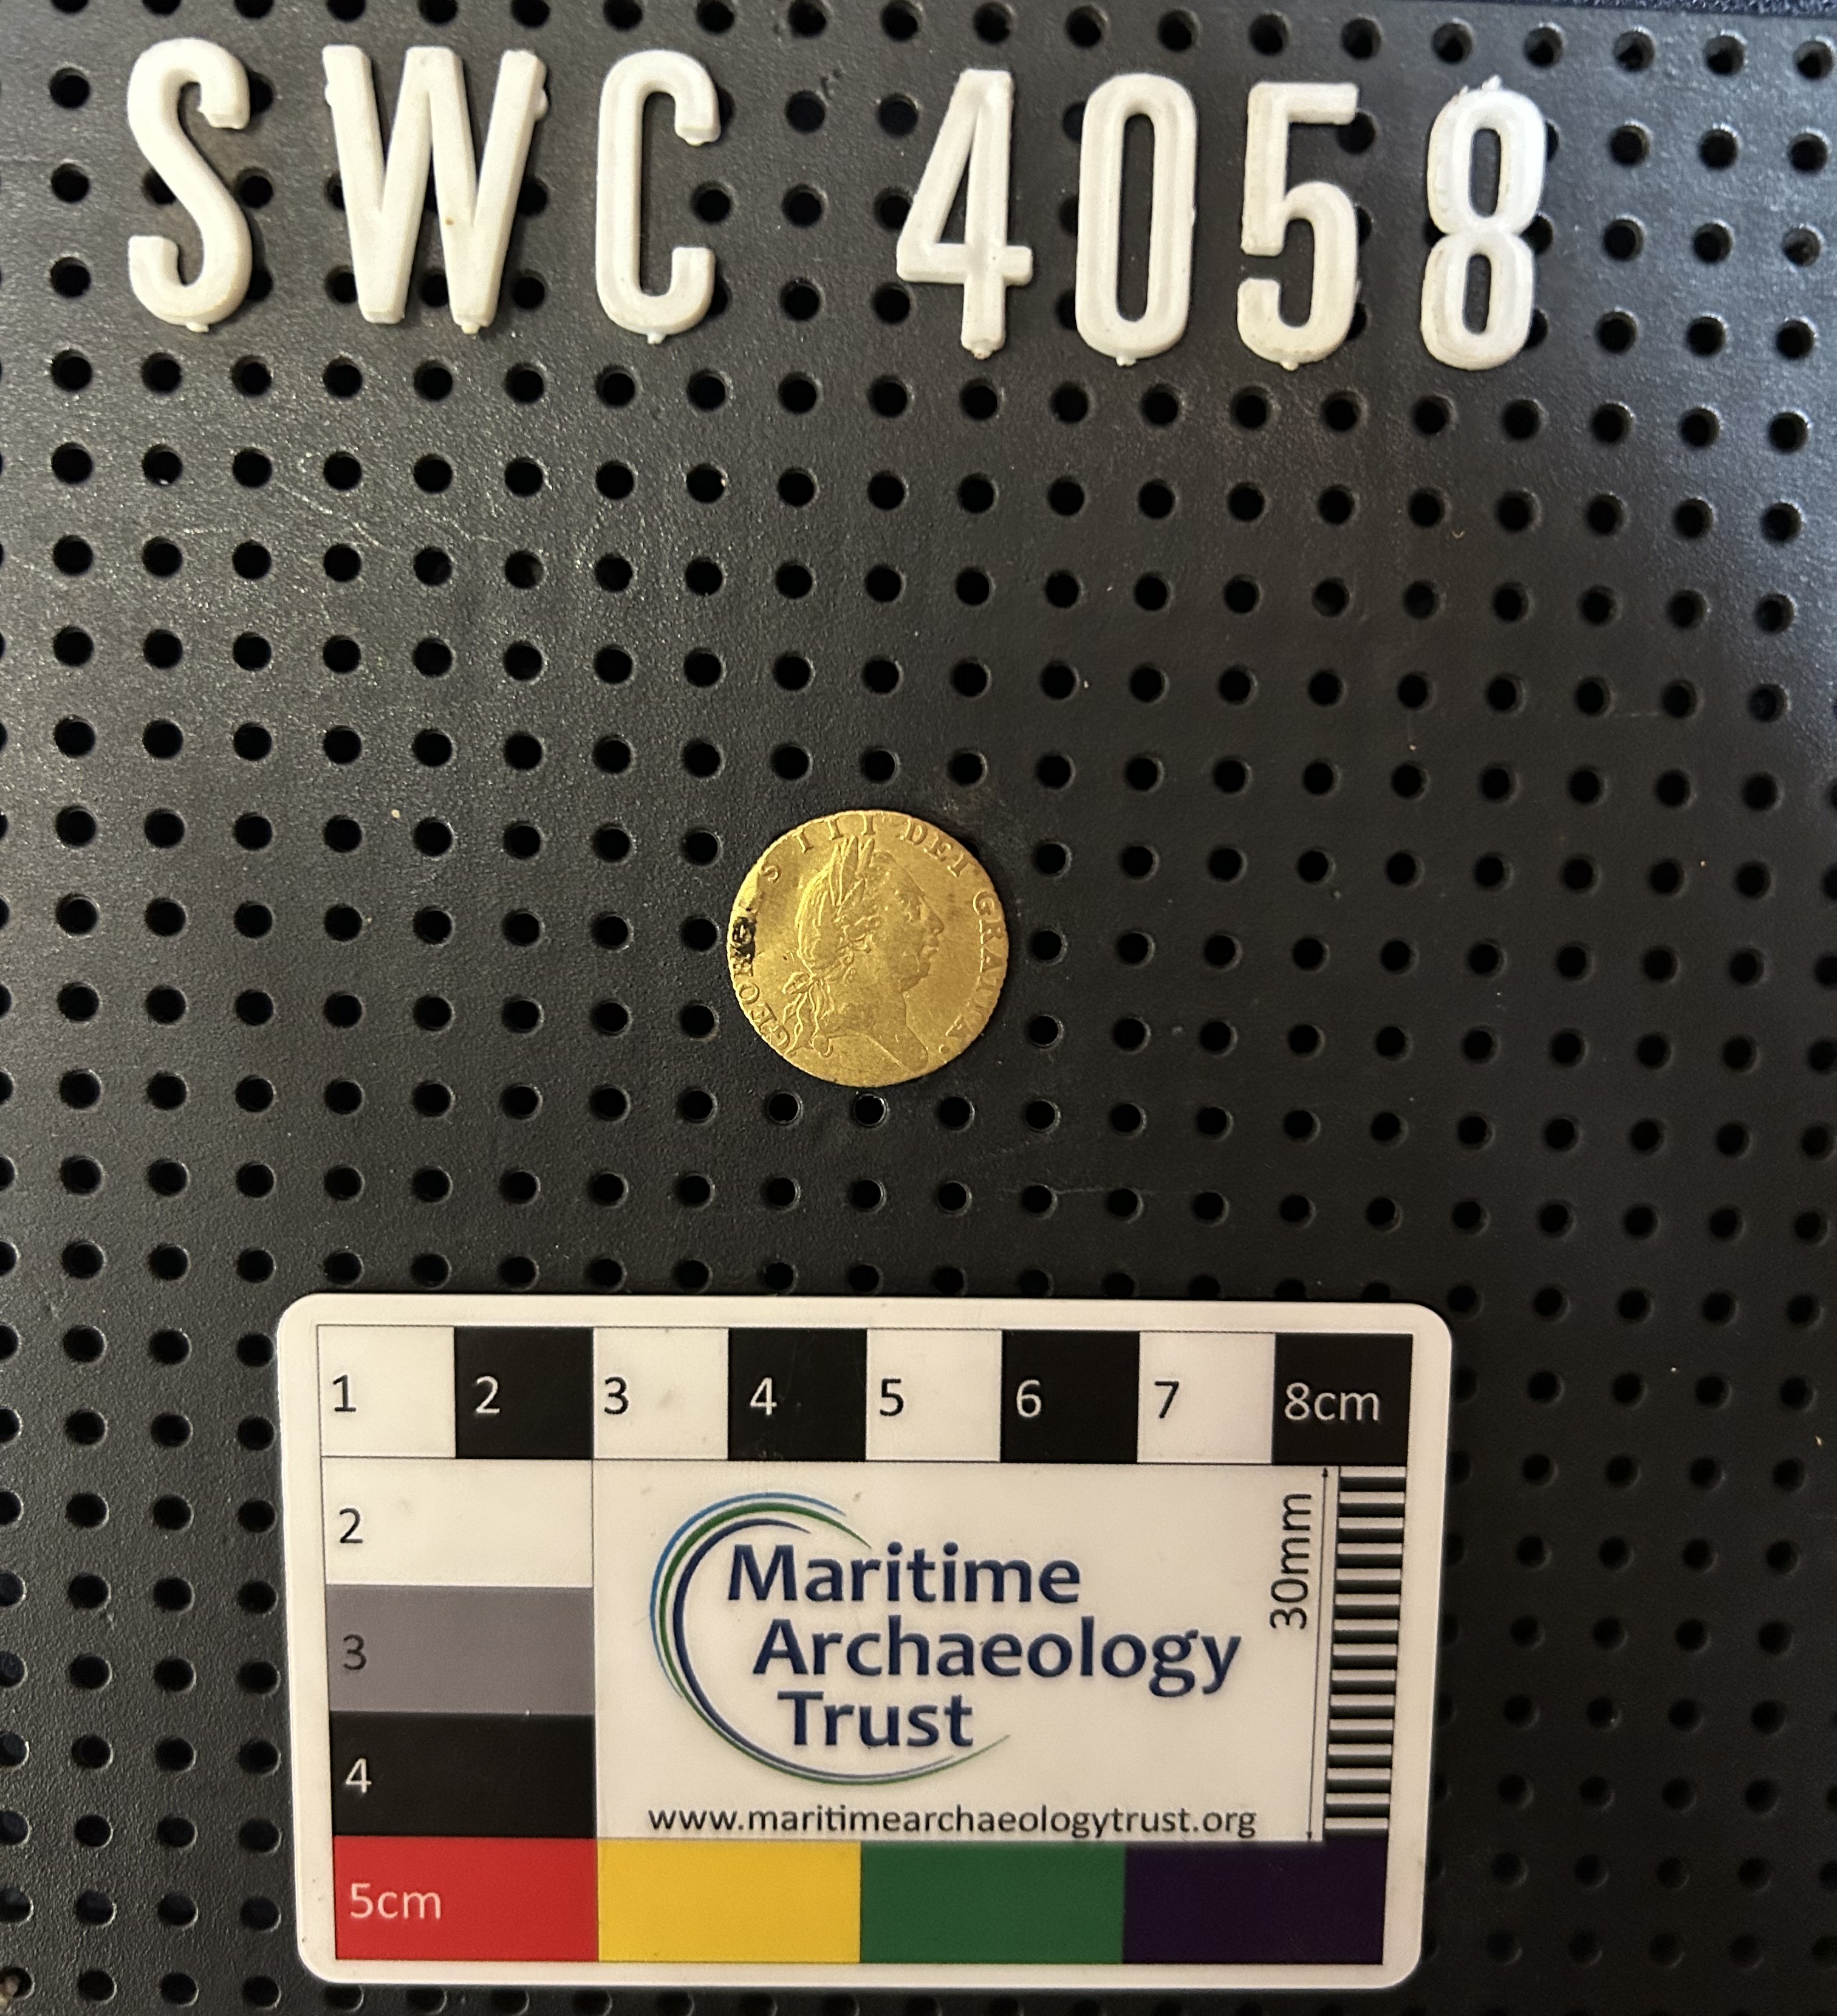 SWC 4058
GEORGIVS III DEI GRATIA.
1 2 3 4 5 6 7 8cm
2
3
4
5cm
30mm
Maritime
Archaeology
Trust
www.maritimearchaeologytrust.org